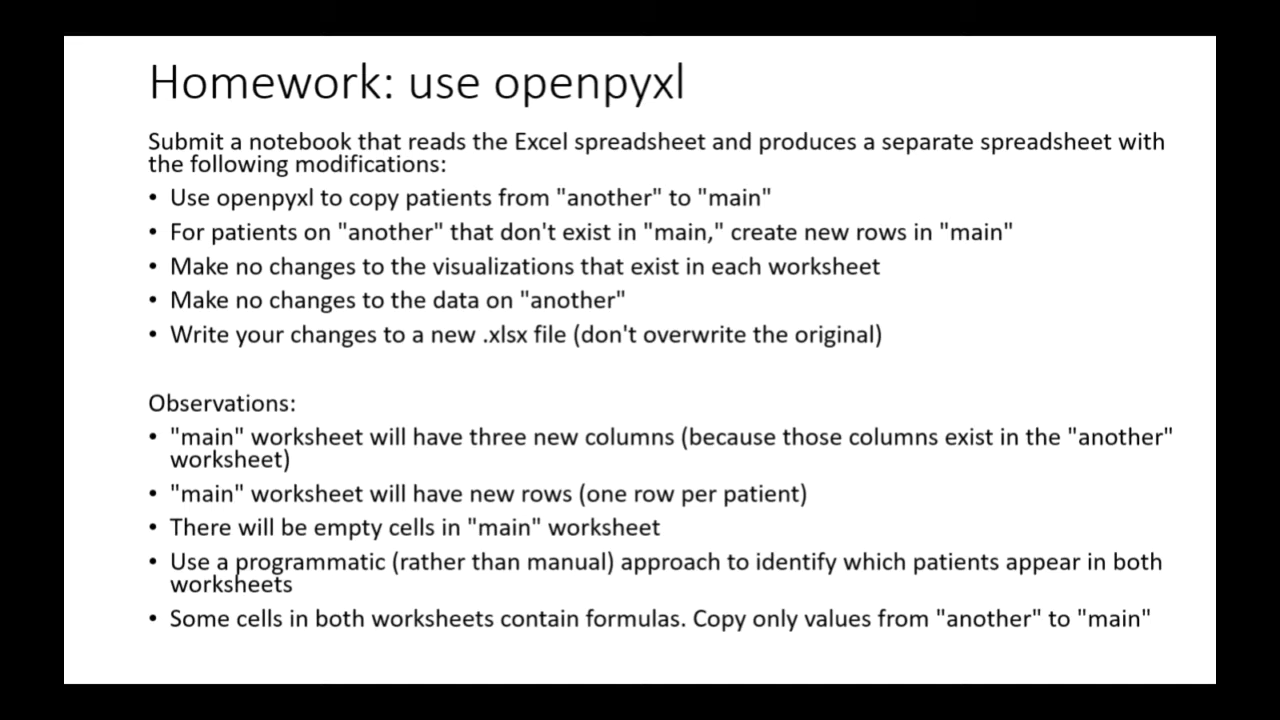 Homework: use openpyxl
Submit a notebook that reads the Excel spreadsheet and produces a separate spreadsheet with
the following modifications:
• Use openpyxl to copy patients from "another" to "main"
• For patients on "another" that don't exist in "main," create new rows in "main"
• Make no changes to the visualizations that exist in each worksheet
• Make no changes to the data on "another"
• Write your changes to a new .xlsx file (don't overwrite the original)
Observations:
• "main" worksheet will have three new columns (because those columns exist in the "another"
worksheet)
• "main" worksheet will have new rows (one row per patient)
• There will be empty cells in "main" worksheet
• Use a programmatic (rather than manual) approach to identify which patients appear in both
worksheets
• Some cells in both worksheets contain formulas. Copy only values from "another" to "main"